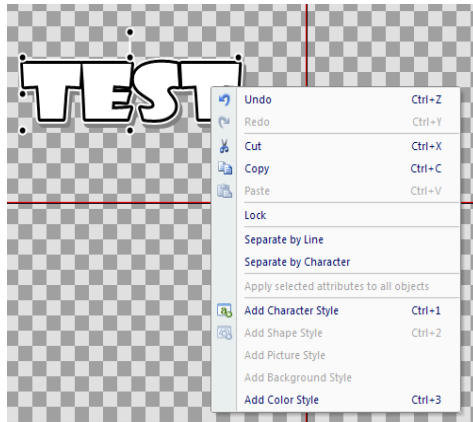 TEST
Undo Ctrl+Z
Redo Ctrl+Y
Cut Ctrl+X
Copy Ctrl+C
Paste Ctrl+V
Lock
Separate by Line
Separate by Character
Apply selected attributes to all objects
Add Character Style Ctrl+1
Add Shape Style Ctrl+2
Add Picture Style
Add Background Style
Add Color Style Ctrl+3